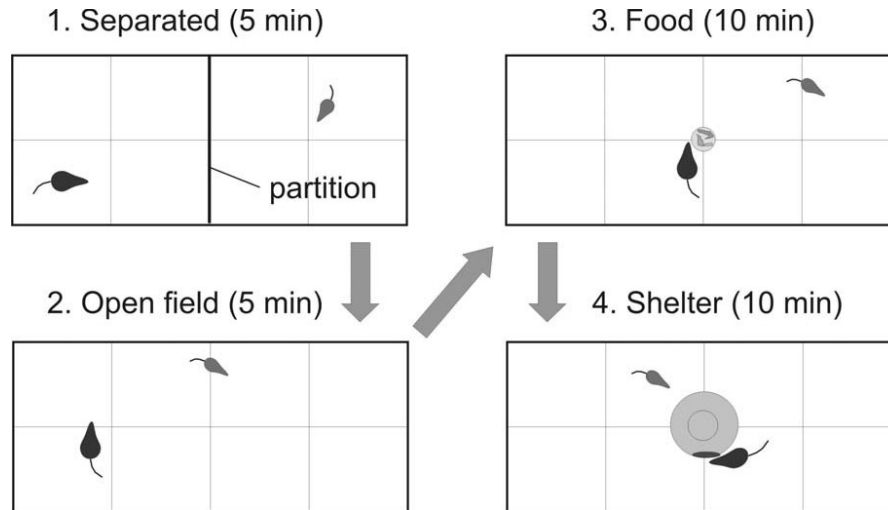 1. Separated (5 min)
partition
2. Open field (5 min)
3. Food (10 min)
4. Shelter (10 min)